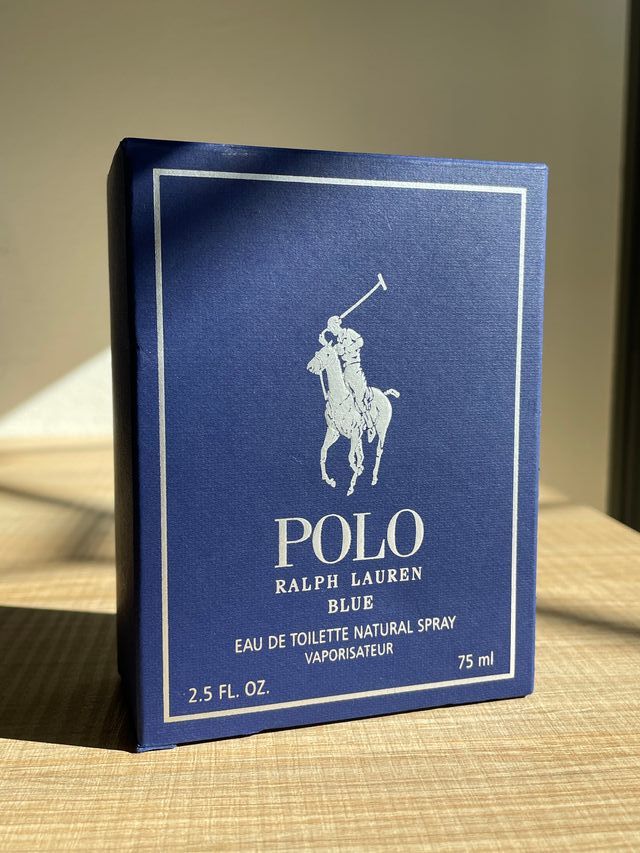 POLO
RALPH LAUREN
BLUE
EAU DE TOILETTE NATURAL SPRAY
VAPORISATEUR
2.5 FL. OZ.
75 ml